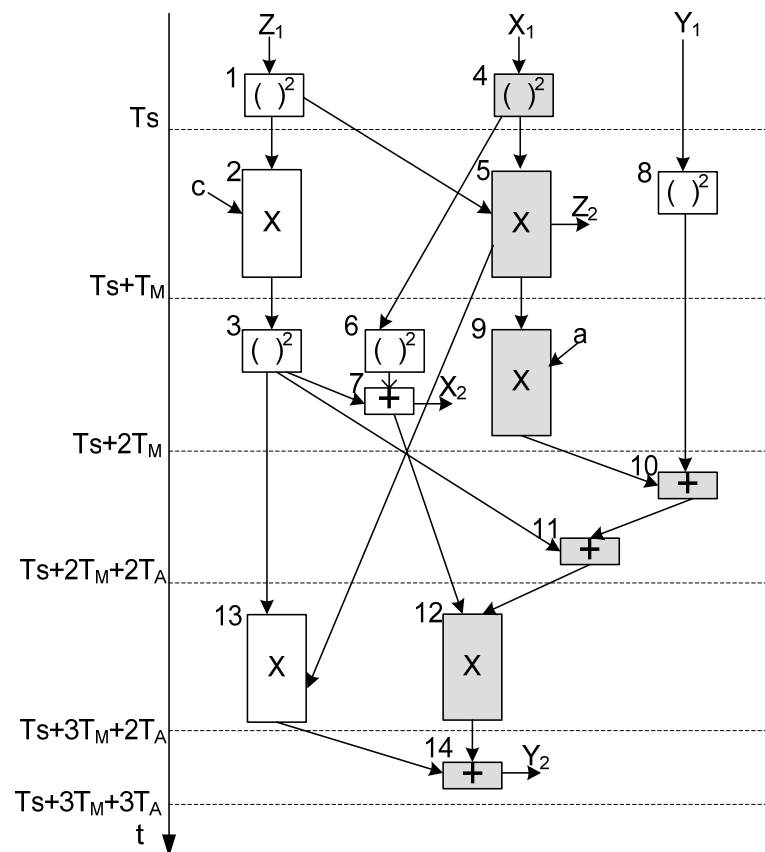 Z1 X1 Y1
1 ( )² 4 ( )²
Ts
2 X c
5 X Z2
8 ( )²
Ts+TM
3 ( )² 6 ( )² 9 X a
7 + X2
Ts+2TM
10 +
11 +
Ts+2TM+2TA
13 X 12 X
Ts+3TM+2TA
14 + Y2
Ts+3TM+3TA
t